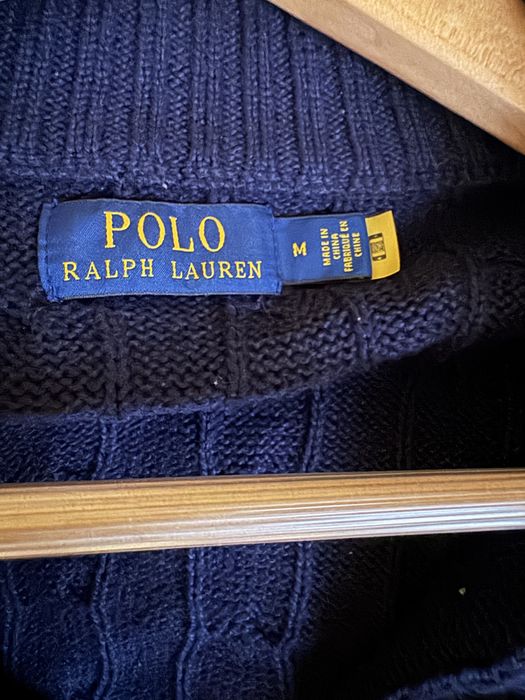 POLO
RALPH LAUREN
M
MADE IN
CHINA
FABRIQUÉ EN
CHINE